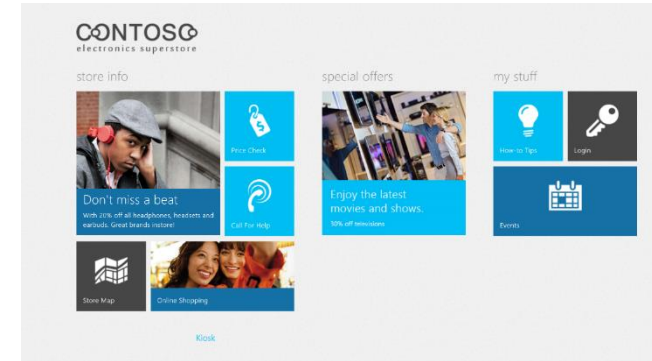 CONTOSO
electronics superstore
store info
special offers
my stuff
Price Check
How-to Tips
Login
Don't miss a beat
With 20% off all headphones, headsets and
earbuds. Great brands instore!
Call For Help
Enjoy the latest
movies and shows.
30% off televisions
Events
Store Map
Online Shopping
Kiosk